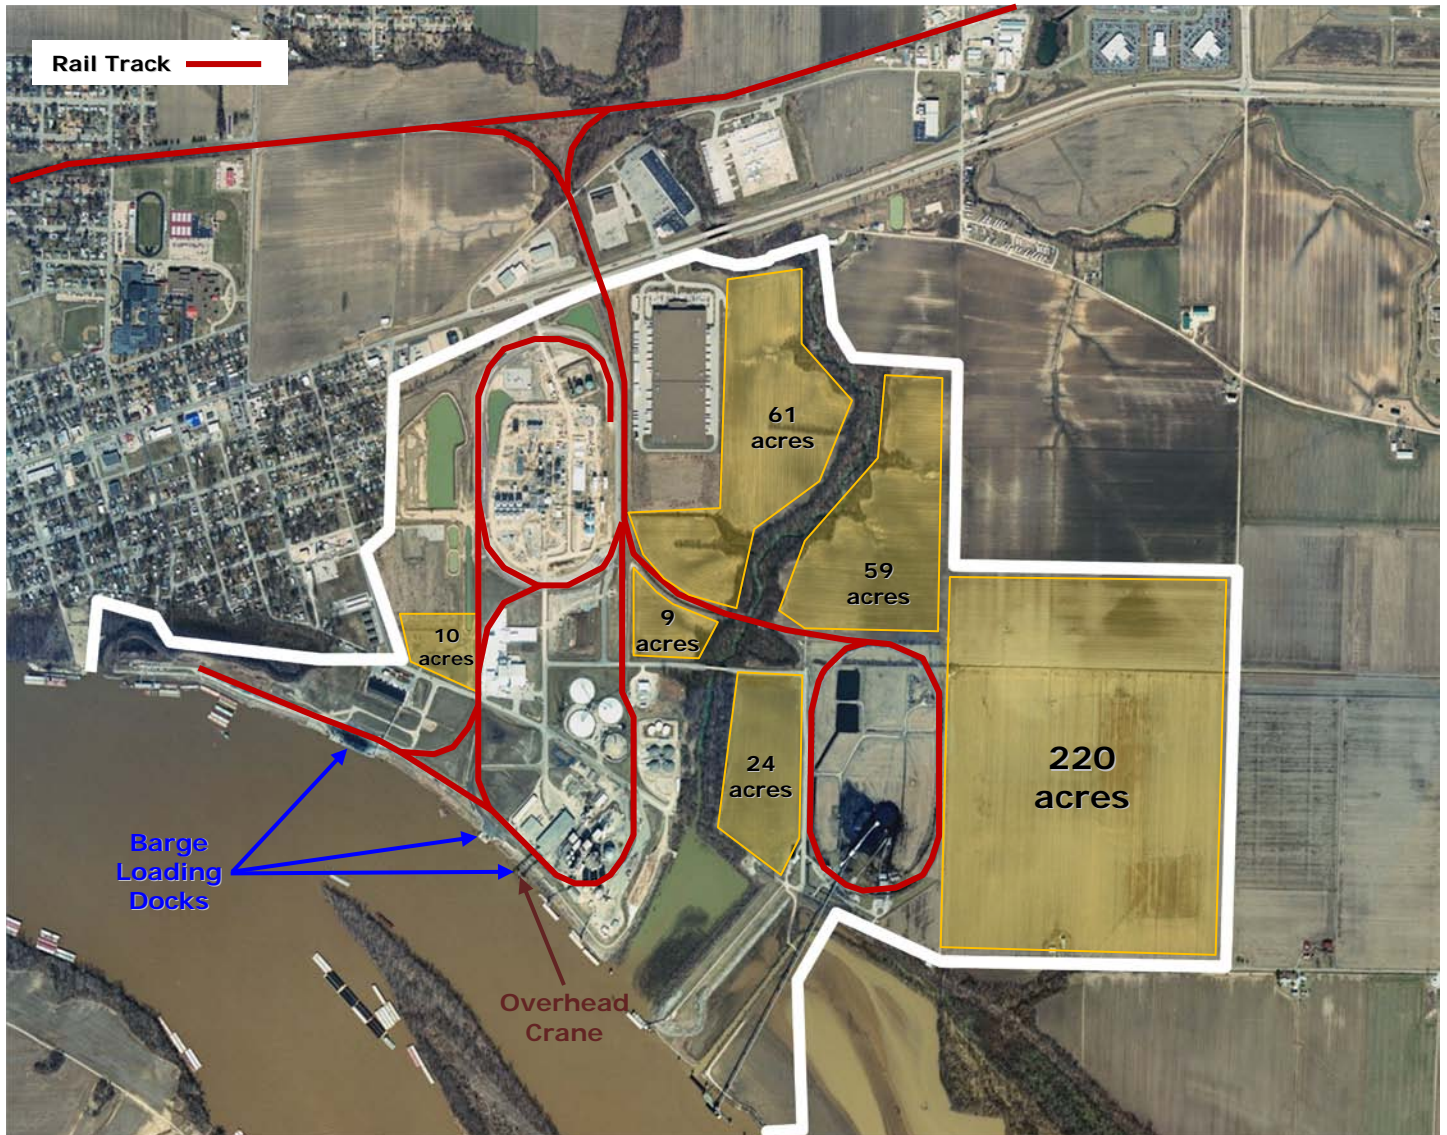 Rail Track
61
acres
59
acres
9
acres
10
acres
220
acres
24
acres
Barge
Loading
Docks
Overhead
Crane